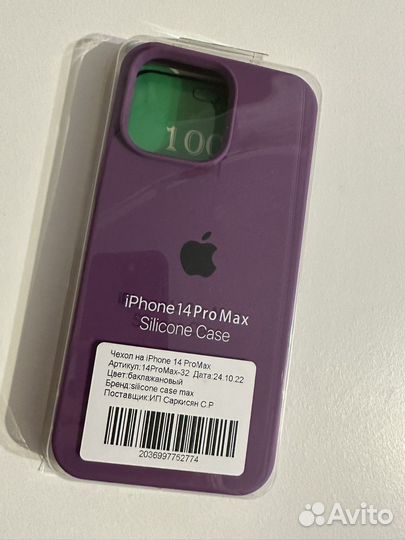 100
iPhone 14 Pro Max
Silicone Case
Чехол на iPhone 14 ProMax
Артикул:14ProMax-32. Дата:24.10.22
Цвет:баклажановый
Бренд:silicone case max
Поставщик:ИП Саркисян С.Р
2036997752774
Avito